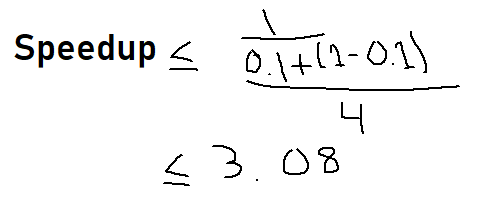 Speedup ≤ 1
0.1+(1-0.1)
4
≤ 3.08